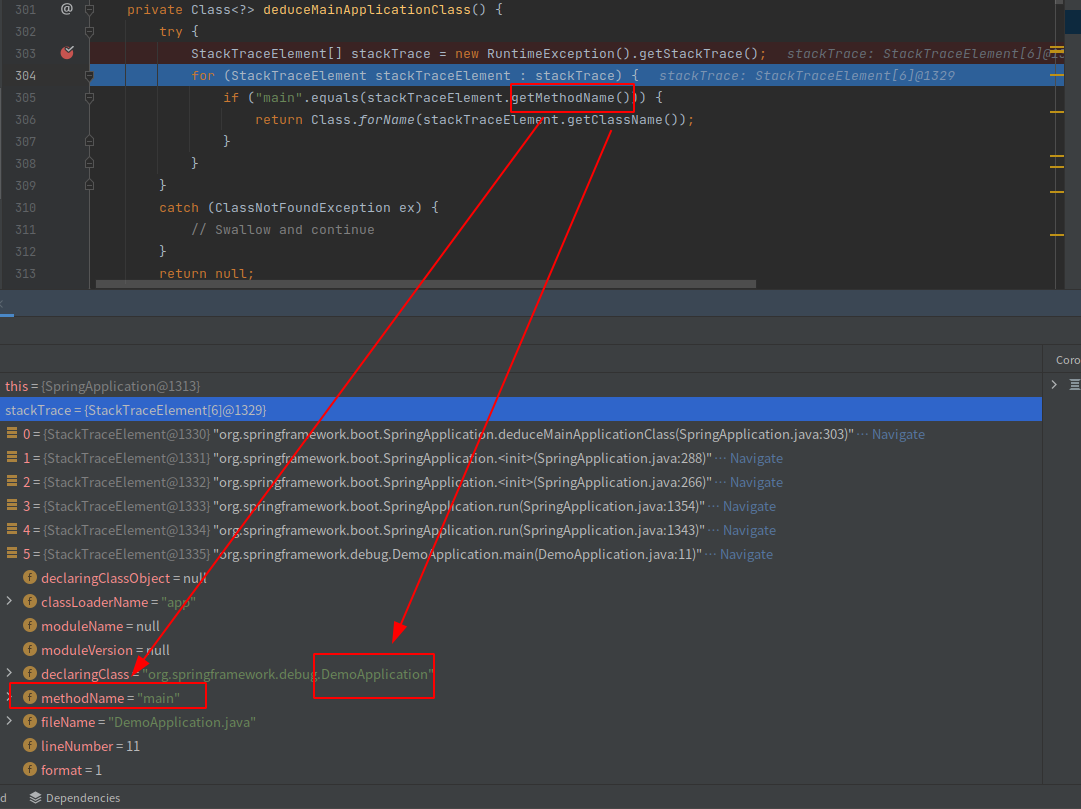 301 @ private Class<?> deduceMainApplicationClass() {
302 try {
303 StackTraceElement[] stackTrace = new RuntimeException().getStackTrace(); stackTrace: StackTraceElement[6]@1
304 for (StackTraceElement stackTraceElement : stackTrace) { stackTrace: StackTraceElement[6]@1329
305 if ("main".equals(stackTraceElement.getMethodName())) {
306 return Class.forName(stackTraceElement.getClassName());
307 }
308 }
309 }
310 catch (ClassNotFoundException ex) {
311 // Swallow and continue
312 }
313 return null;
Coro
this = {SpringApplication@1313}
stackTrace = {StackTraceElement[6]@1329}
0 = {StackTraceElement@1330} "org.springframework.boot.SpringApplication.deduceMainApplicationClass(SpringApplication.java:303)" ··· Navigate
1 = {StackTraceElement@1331} "org.springframework.boot.SpringApplication.<init>(SpringApplication.java:288)" ··· Navigate
2 = {StackTraceElement@1332} "org.springframework.boot.SpringApplication.<init>(SpringApplication.java:266)" ··· Navigate
3 = {StackTraceElement@1333} "org.springframework.boot.SpringApplication.run(SpringApplication.java:1354)" ··· Navigate
4 = {StackTraceElement@1334} "org.springframework.boot.SpringApplication.run(SpringApplication.java:1343)" ··· Navigate
5 = {StackTraceElement@1335} "org.springframework.debug.DemoApplication.main(DemoApplication.java:11)" ··· Navigate
f declaringClassObject = null
f classLoaderName = "app"
f moduleName = null
f moduleVersion = null
f declaringClass = "org.springframework.debug.DemoApplication"
f methodName = "main"
f fileName = "DemoApplication.java"
f lineNumber = 11
f format = 1
d Dependencies